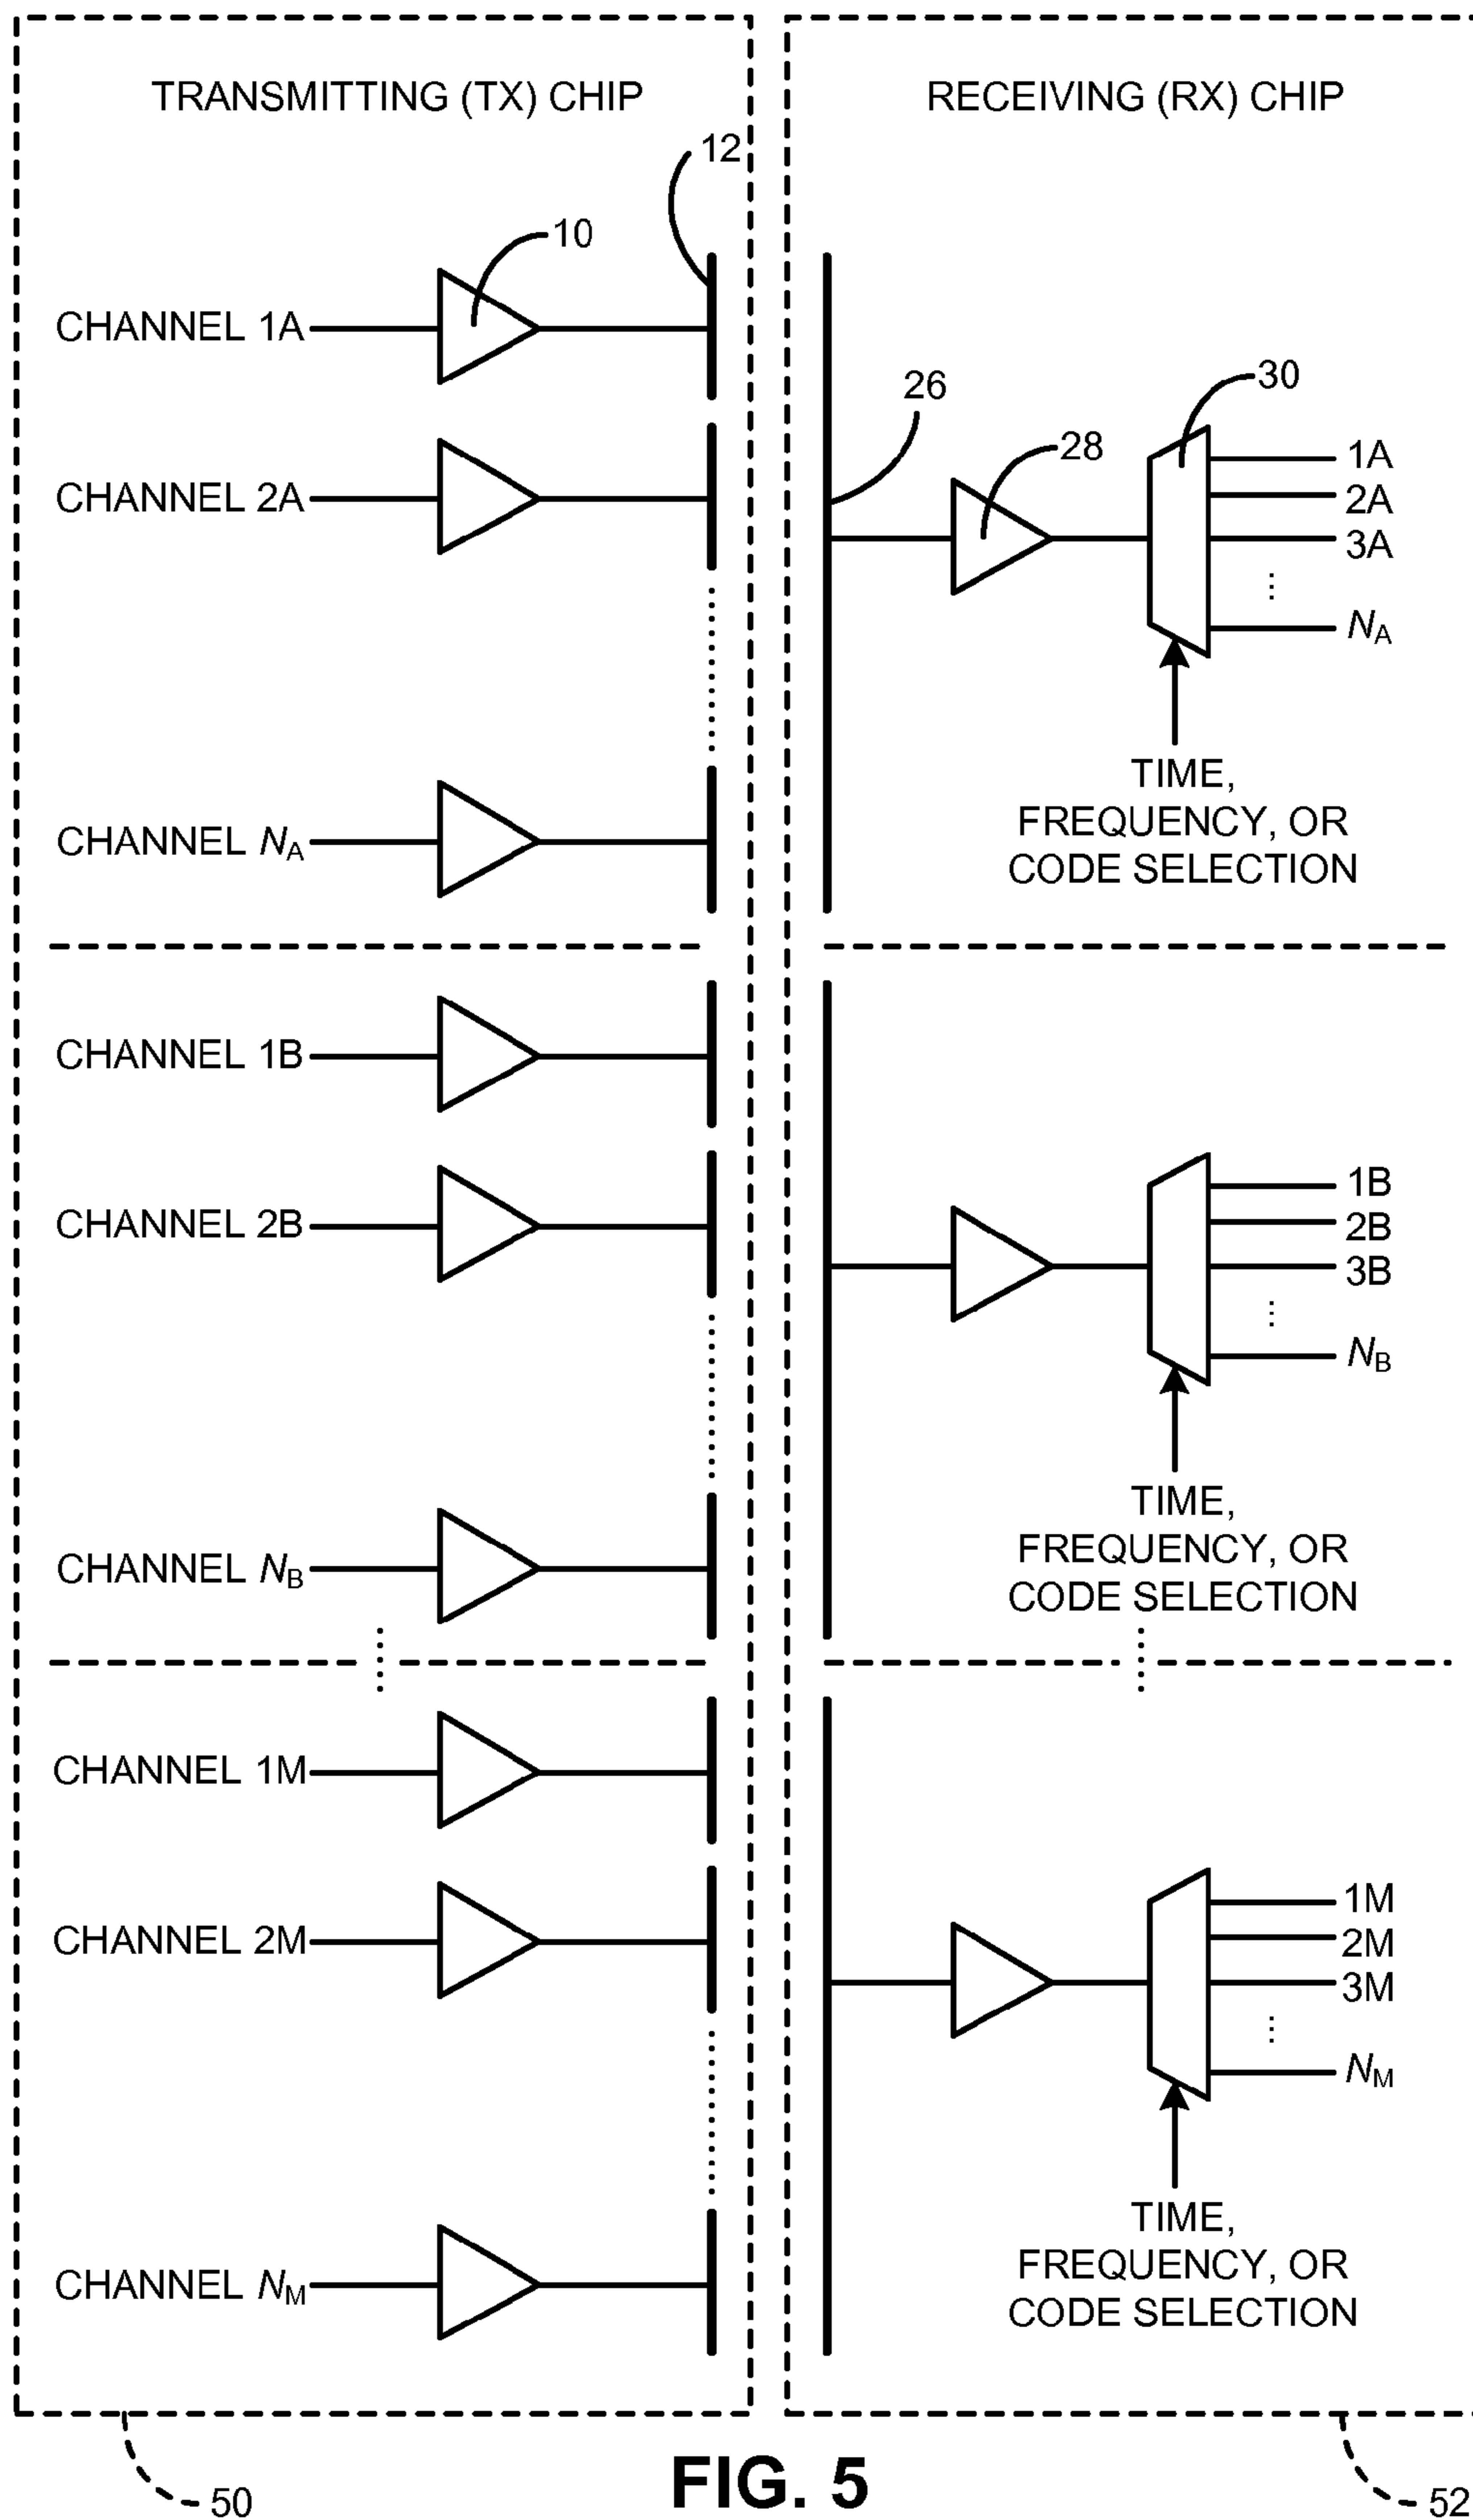 TRANSMITTING (TX) CHIP
RECEIVING (RX) CHIP
12
10
CHANNEL 1A
26
30
28
1A
CHANNEL 2A
2A
3A
NA
TIME,
FREQUENCY, OR
CODE SELECTION
CHANNEL NA
CHANNEL 1B
1B
CHANNEL 2B
2B
3B
NB
TIME,
FREQUENCY, OR
CODE SELECTION
CHANNEL NB
CHANNEL 1M
1M
CHANNEL 2M
2M
3M
NM
TIME,
FREQUENCY, OR
CODE SELECTION
CHANNEL NM
50
FIG. 5
52